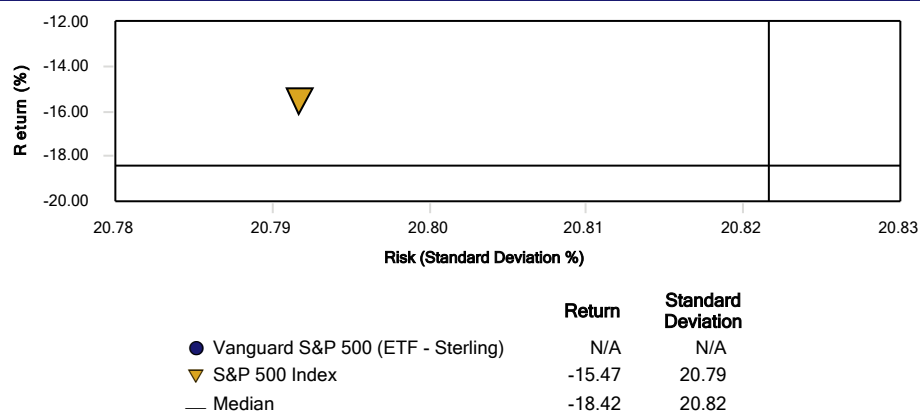 -12.00
-14.00
-16.00
-18.00
-20.00
Return (%)
20.78 20.79 20.80 20.81 20.82 20.83
Risk (Standard Deviation %)
Return Standard Deviation
Vanguard S&P 500 (ETF - Sterling) N/A N/A
S&P 500 Index -15.47 20.79
Median -18.42 20.82